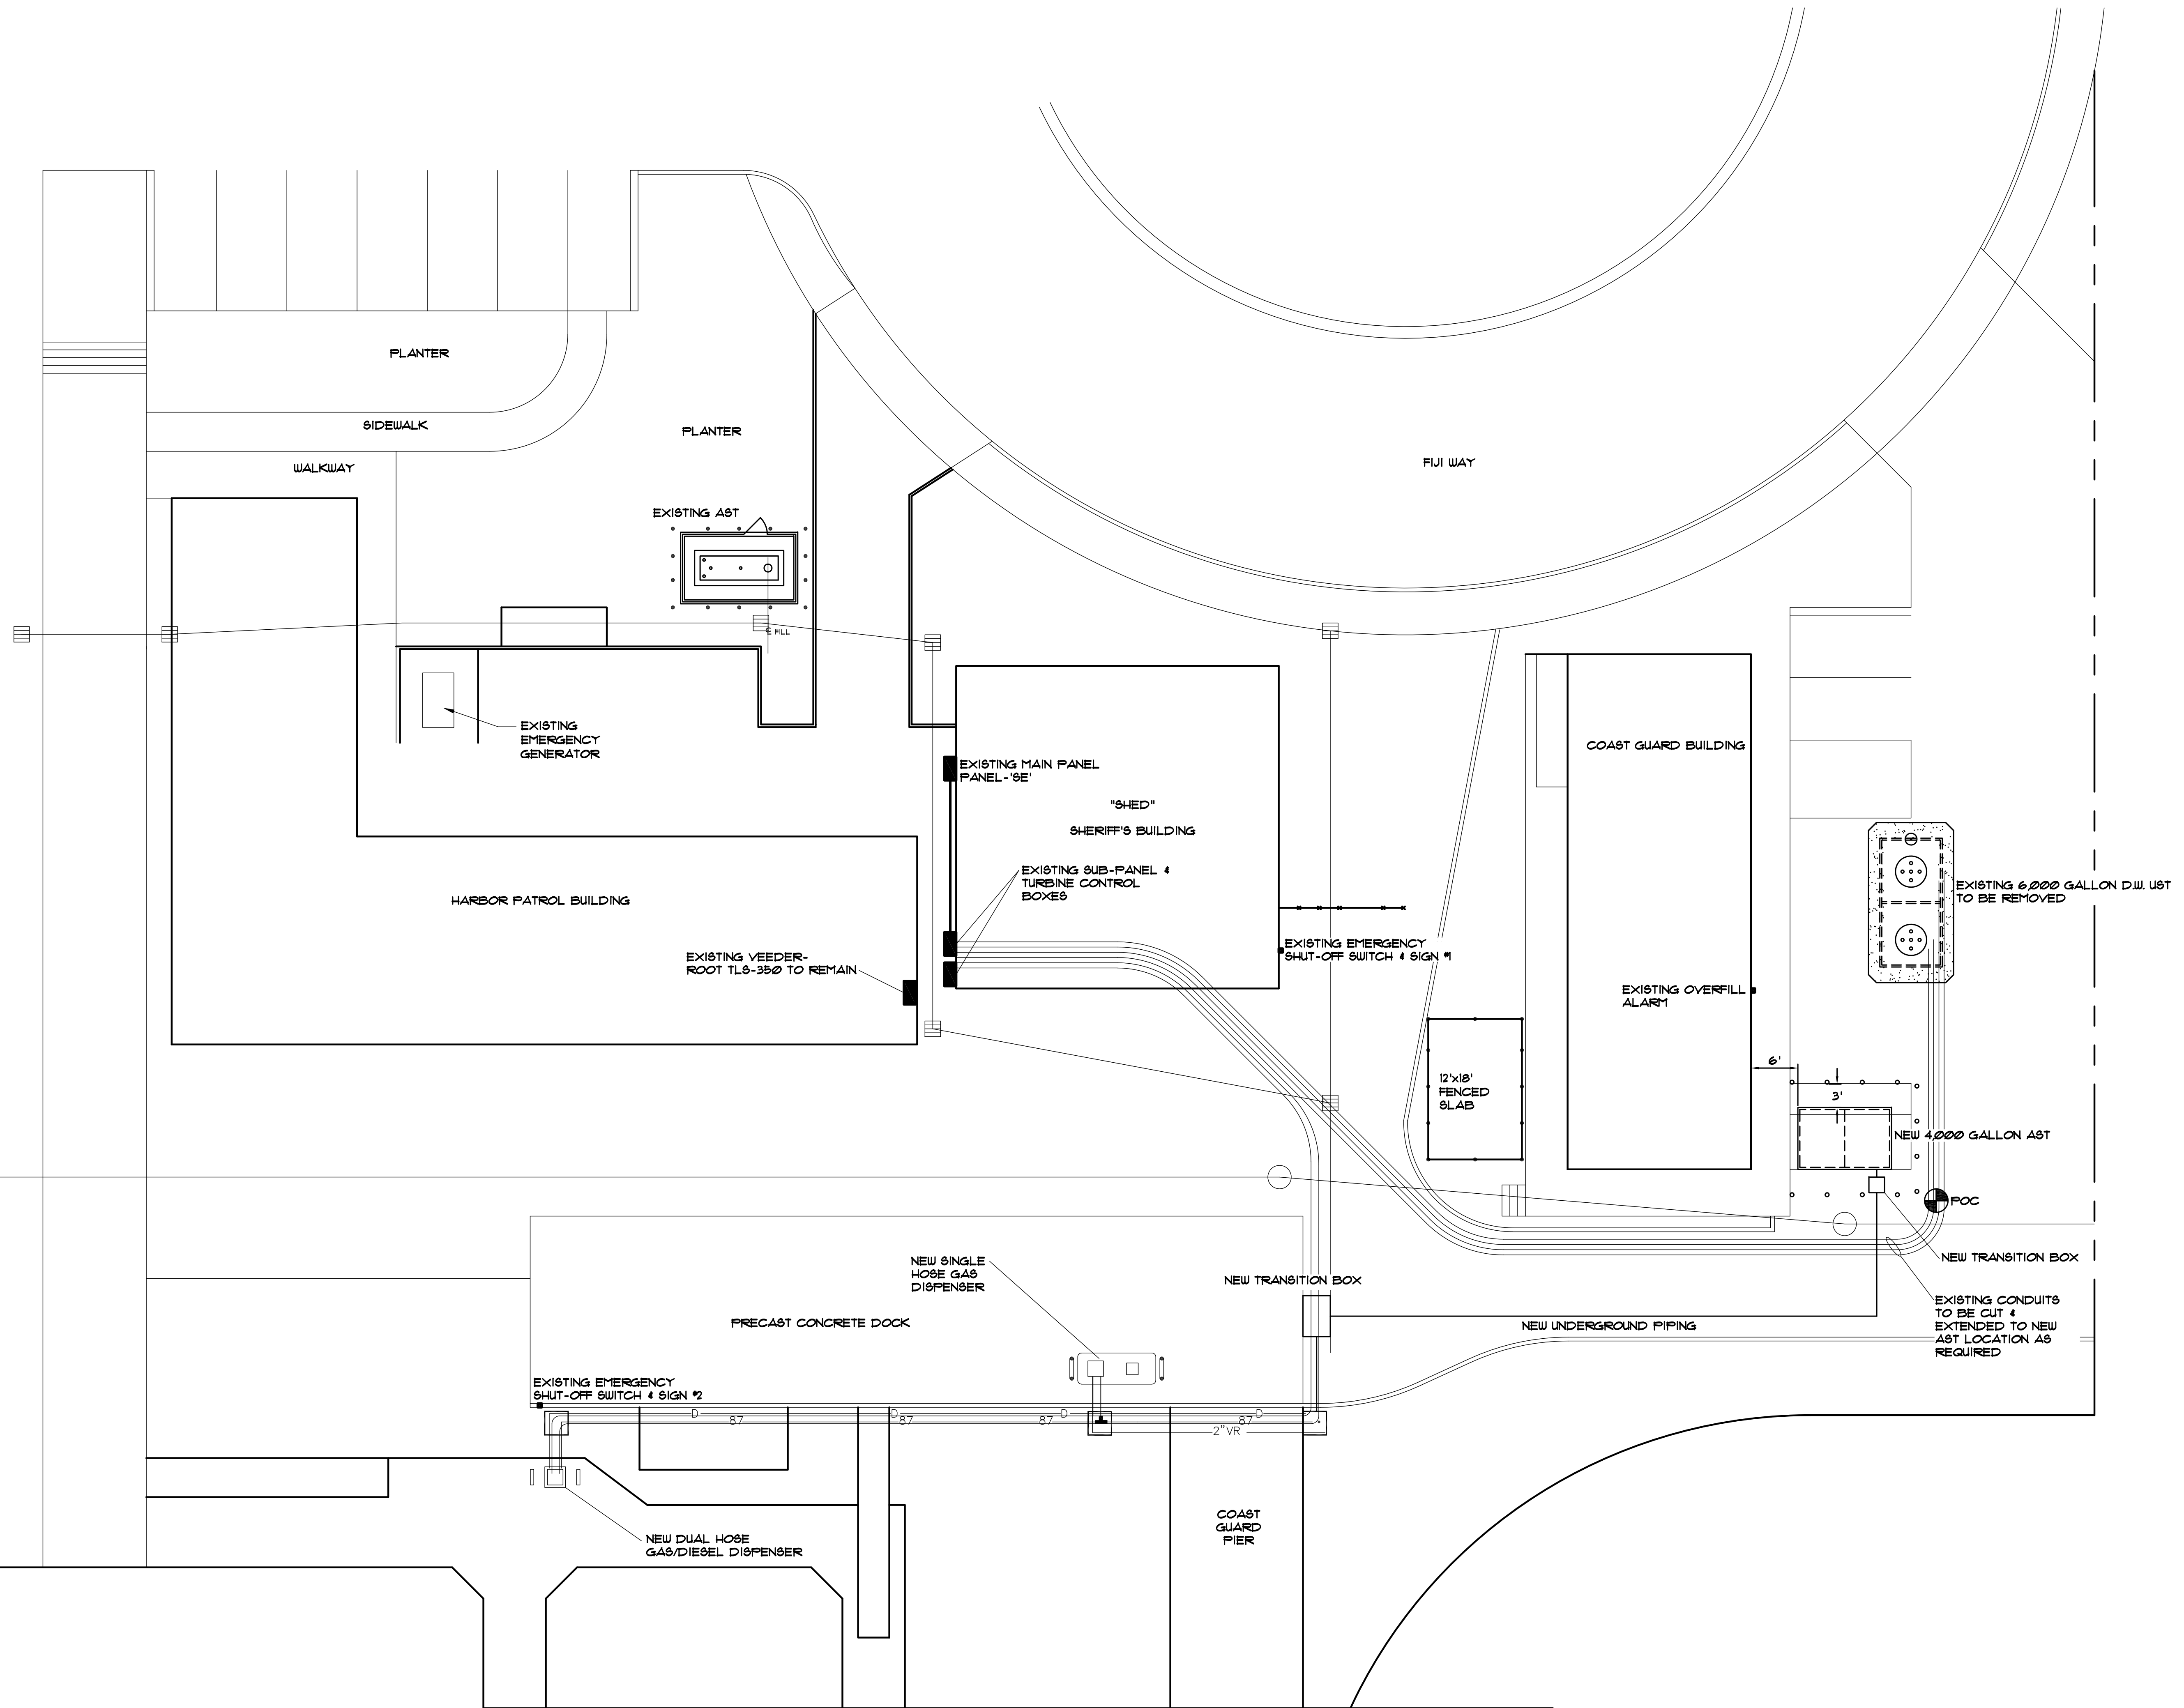 PLANTER
SIDEWALK
PLANTER
WALKWAY
FIJI WAY
EXISTING AST
℄ FILL
EXISTING
EMERGENCY
GENERATOR
COAST GUARD BUILDING
EXISTING MAIN PANEL
PANEL-'SE'
"SHED"
SHERIFF'S BUILDING
EXISTING SUB-PANEL &
TURBINE CONTROL
BOXES
EXISTING 6,000 GALLON D.W. UST
TO BE REMOVED
HARBOR PATROL BUILDING
EXISTING EMERGENCY
SHUT-OFF SWITCH & SIGN #1
EXISTING VEEDER-
ROOT TLS-350 TO REMAIN
EXISTING OVERFILL
ALARM
6'
12'x18'
FENCED
SLAB
3'
NEW 4,000 GALLON AST
POC
NEW TRANSITION BOX
NEW SINGLE
HOSE GAS
DISPENSER
NEW TRANSITION BOX
EXISTING CONDUITS
TO BE CUT &
EXTENDED TO NEW
AST LOCATION AS
REQUIRED
PRECAST CONCRETE DOCK
NEW UNDERGROUND PIPING
EXISTING EMERGENCY
SHUT-OFF SWITCH & SIGN #2
D D D D
87 87 87 87
2"VR
COAST
GUARD
PIER
NEW DUAL HOSE
GAS/DIESEL DISPENSER